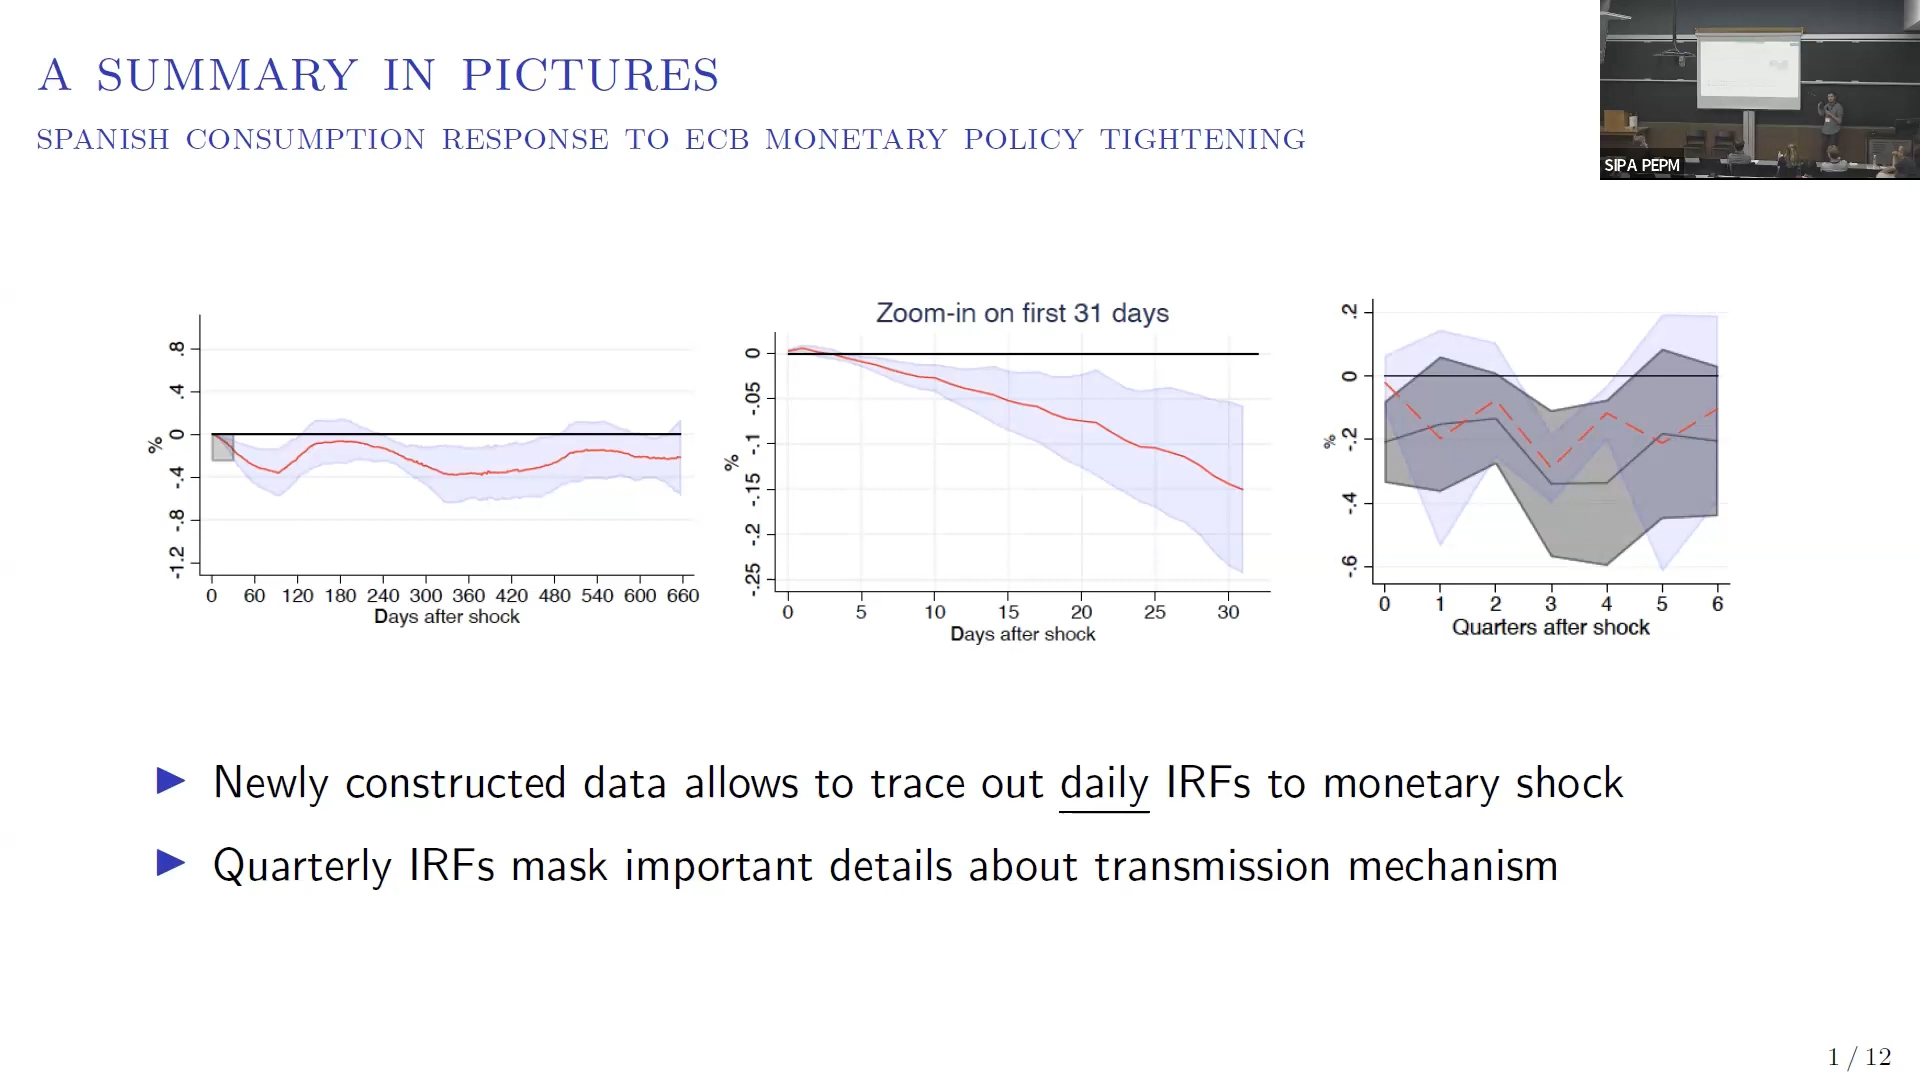 A SUMMARY IN PICTURES
SPANISH CONSUMPTION RESPONSE TO ECB MONETARY POLICY TIGHTENING
SIPA PEPM
%
.8
.4
0
-.4
-.8
-1.2
0 60 120 180 240 300 360 420 480 540 600 660
Days after shock
Zoom-in on first 31 days
%
0
-.05
-.1
-.15
-.2
-.25
0 5 10 15 20 25 30
Days after shock
%
.2
0
-.2
-.4
-.6
0 1 2 3 4 5 6
Quarters after shock
▶ Newly constructed data allows to trace out daily IRFs to monetary shock
▶ Quarterly IRFs mask important details about transmission mechanism
1 / 12